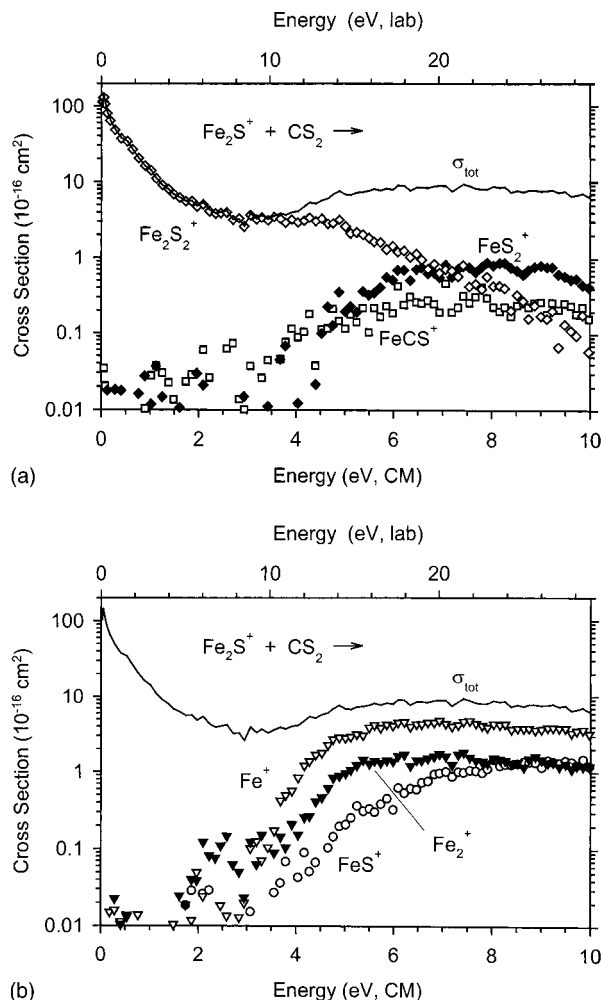 Energy (eV, lab)
0 10 20
Cross Section (10⁻¹⁶ cm²)
100
10
1
0.1
0.01
Fe₂S⁺ + CS₂ →
σtot
Fe₂S₂⁺
FeS₂⁺
FeCS⁺
0 2 4 6 8 10
Energy (eV, CM)
(a)
Energy (eV, lab)
0 10 20
Cross Section (10⁻¹⁶ cm²)
100
10
1
0.1
0.01
Fe₂S⁺ + CS₂ →
σtot
Fe⁺
Fe₂⁺
FeS⁺
0 2 4 6 8 10
Energy (eV, CM)
(b)